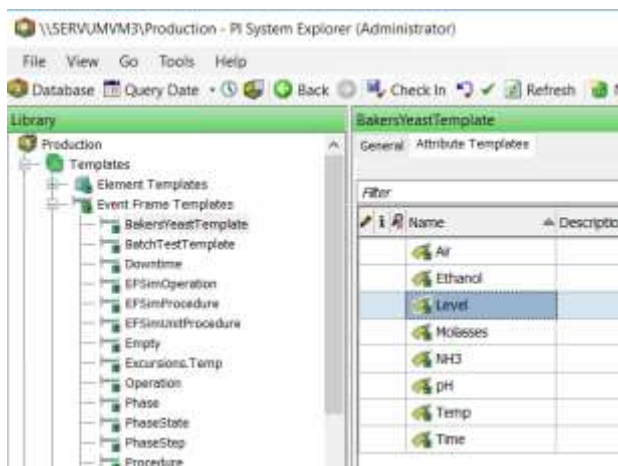 \\SERVUMVM3\Production - PI System Explorer (Administrator)
File View Go Tools Help
Database Query Date Back Check In Refresh
Library
BakersYeastTemplate
Production
General Attribute Templates
Templates
Element Templates
Event Frame Templates
BakersYeastTemplate
BatchTestTemplate
Downtime
EFSimOperation
EFSimProcedure
EFSimUnitProcedure
Empty
Excursions.Temp
Operation
Phase
PhaseState
PhaseStep
Procedure
Filter
Name Descriptio
Air
Ethanol
Level
Molasses
NH3
pH
Temp
Time